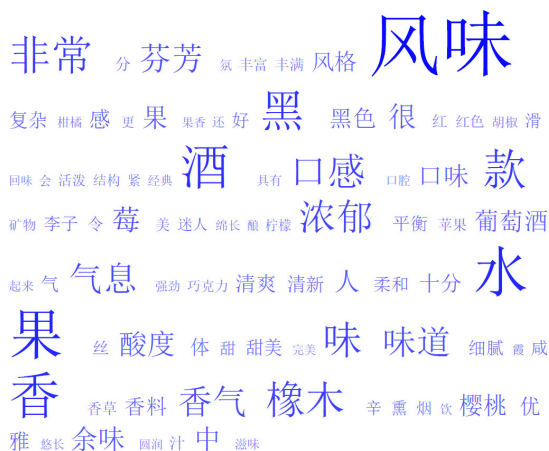 非常 分 芬芳 氛 丰富 丰满 风格 风味
复杂 柑橘 感 更 果 果香 还 好 黑 黑色 很 红 红色 胡椒 滑
回味 会 活泼 结构 紧 经典 酒 具有 口感 口腔 口味 款
矿物 李子 令 莓 美 迷人 绵长 酿 柠檬 浓郁 平衡 苹果 葡萄酒
起来 气 气息 强劲 巧克力 清爽 清新 人 柔和 十分 水
果 丝 酸度 体 甜 甜美 完美 味 味道 细腻 霞 咸
香 香草 香料 香气 橡木 辛 熏 烟 饮 樱桃 优
雅 悠长 余味 圆润 汁 中 滋味